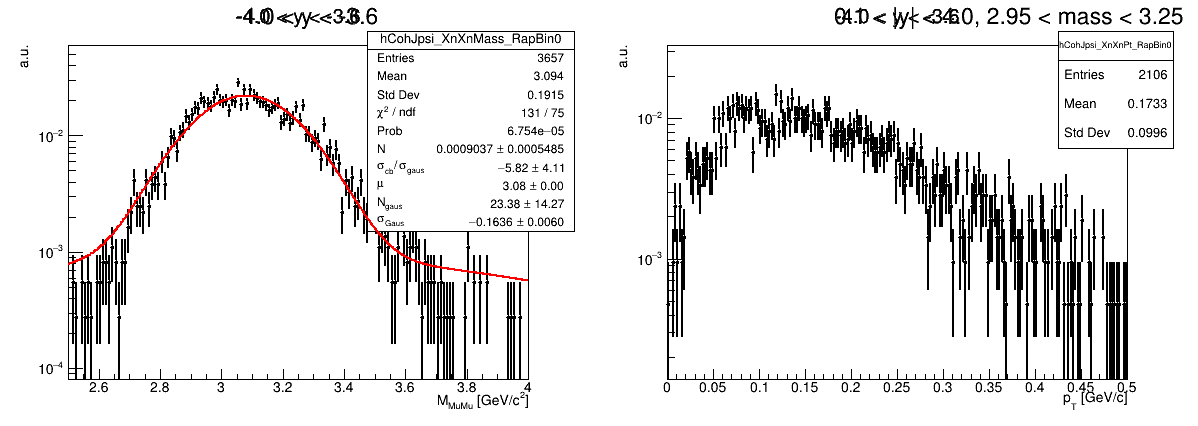 a.u.
hCohJpsi_XnXnMass_RapBin0
Entries 3657
Mean 3.094
Std Dev 0.1915
χ² / ndf 131 / 75
Prob 6.754e−05
N 0.0009037 ± 0.0005485
σcb/σgaus −5.82 ± 4.11
μ 3.08 ± 0.00
Ngaus 23.38 ± 14.27
σGaus −0.1636 ± 0.0060
10−2
10−3
10−4
2.6 2.8 3 3.2 3.4 3.6 3.8 4
MMuMu [GeV/c²]
, 2.95 < mass < 3.25
a.u.
hCohJpsi_XnXnPt_RapBin0
Entries 2106
Mean 0.1733
Std Dev 0.0996
10−2
10−3
0 0.05 0.1 0.15 0.2 0.25 0.3 0.35 0.4 0.45 0.5
pT [GeV/c]